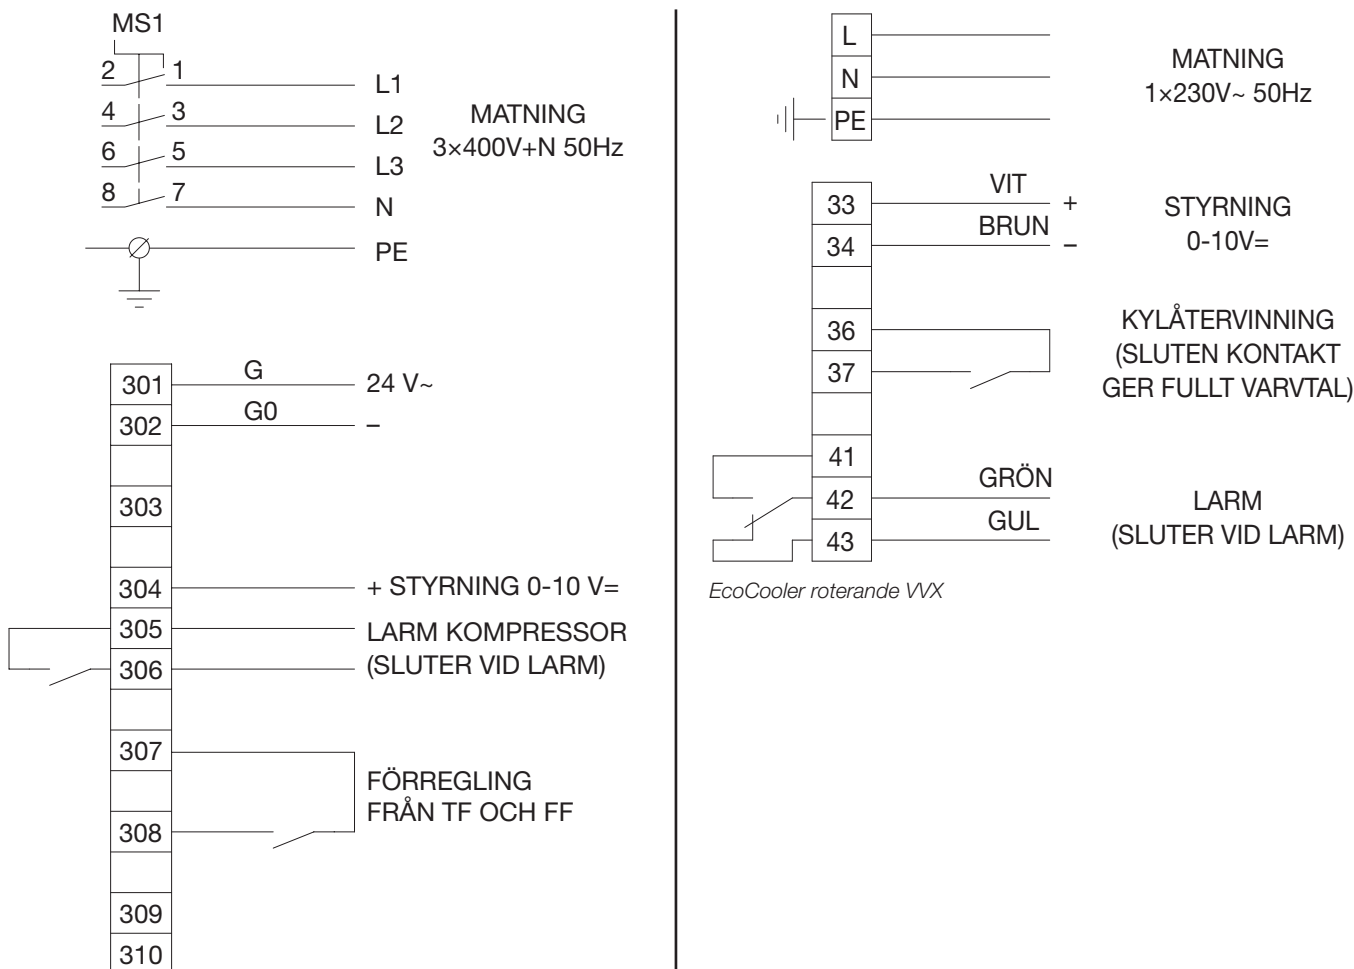 MS1
2 1 L1
4 3 L2
6 5 L3
8 7 N
PE
MATNING
3×400V+N 50Hz
301 G 24 V~
302 G0 –
303
304 + STYRNING 0-10 V=
305 LARM KOMPRESSOR
306 (SLUTER VID LARM)
307
FÖRREGLING
FRÅN TF OCH FF
308
309
310
L
N
PE
MATNING
1×230V~ 50Hz
33 VIT +
34 BRUN –
STYRNING
0-10V=
36
37
KYLÅTERVINNING
(SLUTEN KONTAKT
GER FULLT VARVTAL)
41
42 GRÖN
43 GUL
LARM
(SLUTER VID LARM)
EcoCooler roterande VVX